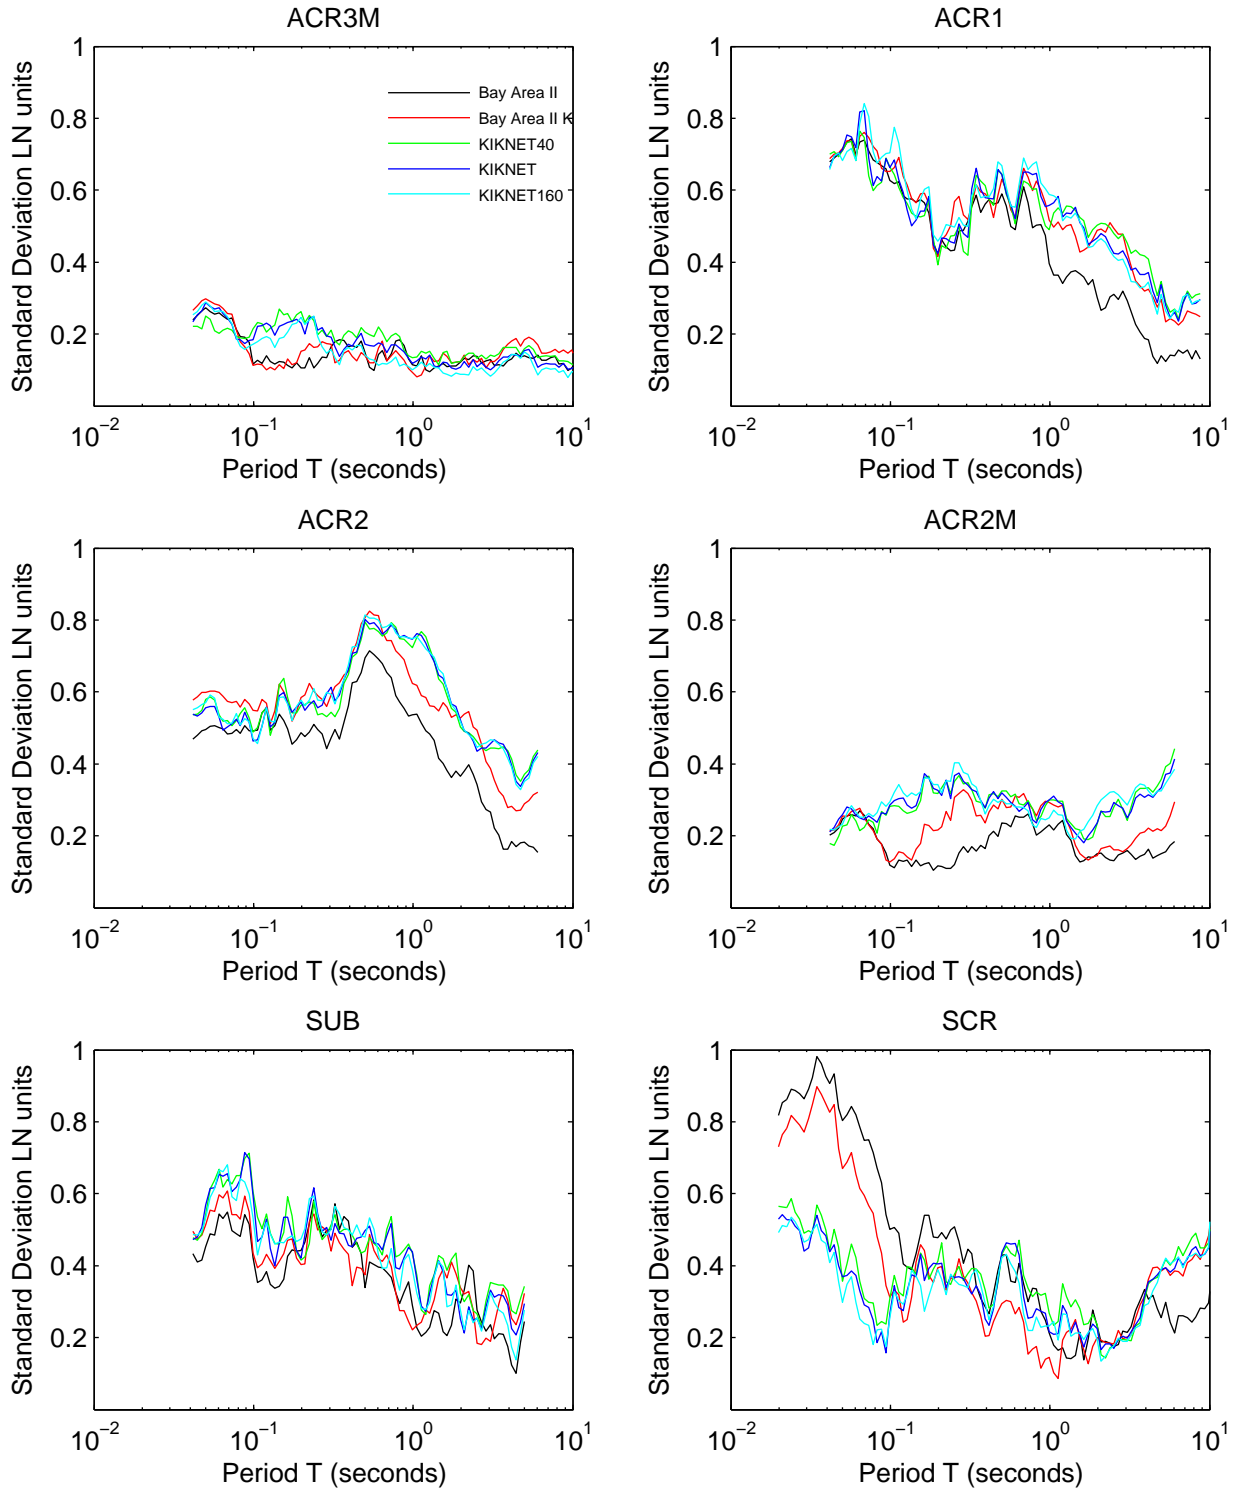 ACR3M
1
0.8
0.6
0.4
0.2
Standard Deviation LN units
Bay Area II
Bay Area II K
KIKNET40
KIKNET
KIKNET160
10−2 10−1 100 101
Period T (seconds)
ACR1
1
0.8
0.6
0.4
0.2
Standard Deviation LN units
10−2 10−1 100 101
Period T (seconds)
ACR2
1
0.8
0.6
0.4
0.2
Standard Deviation LN units
10−2 10−1 100 101
Period T (seconds)
ACR2M
1
0.8
0.6
0.4
0.2
Standard Deviation LN units
10−2 10−1 100 101
Period T (seconds)
SUB
1
0.8
0.6
0.4
0.2
Standard Deviation LN units
10−2 10−1 100 101
Period T (seconds)
SCR
1
0.8
0.6
0.4
0.2
Standard Deviation LN units
10−2 10−1 100 101
Period T (seconds)